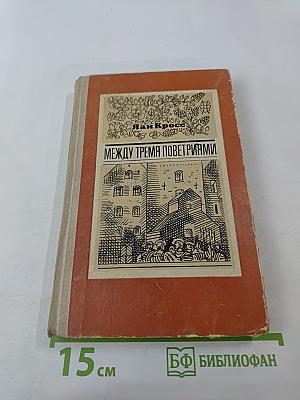 Яан Кросс
МЕЖДУ ТРЕМЯ ПОВЕТРИЯМИ
15 см
БФ БИБЛИОФАН